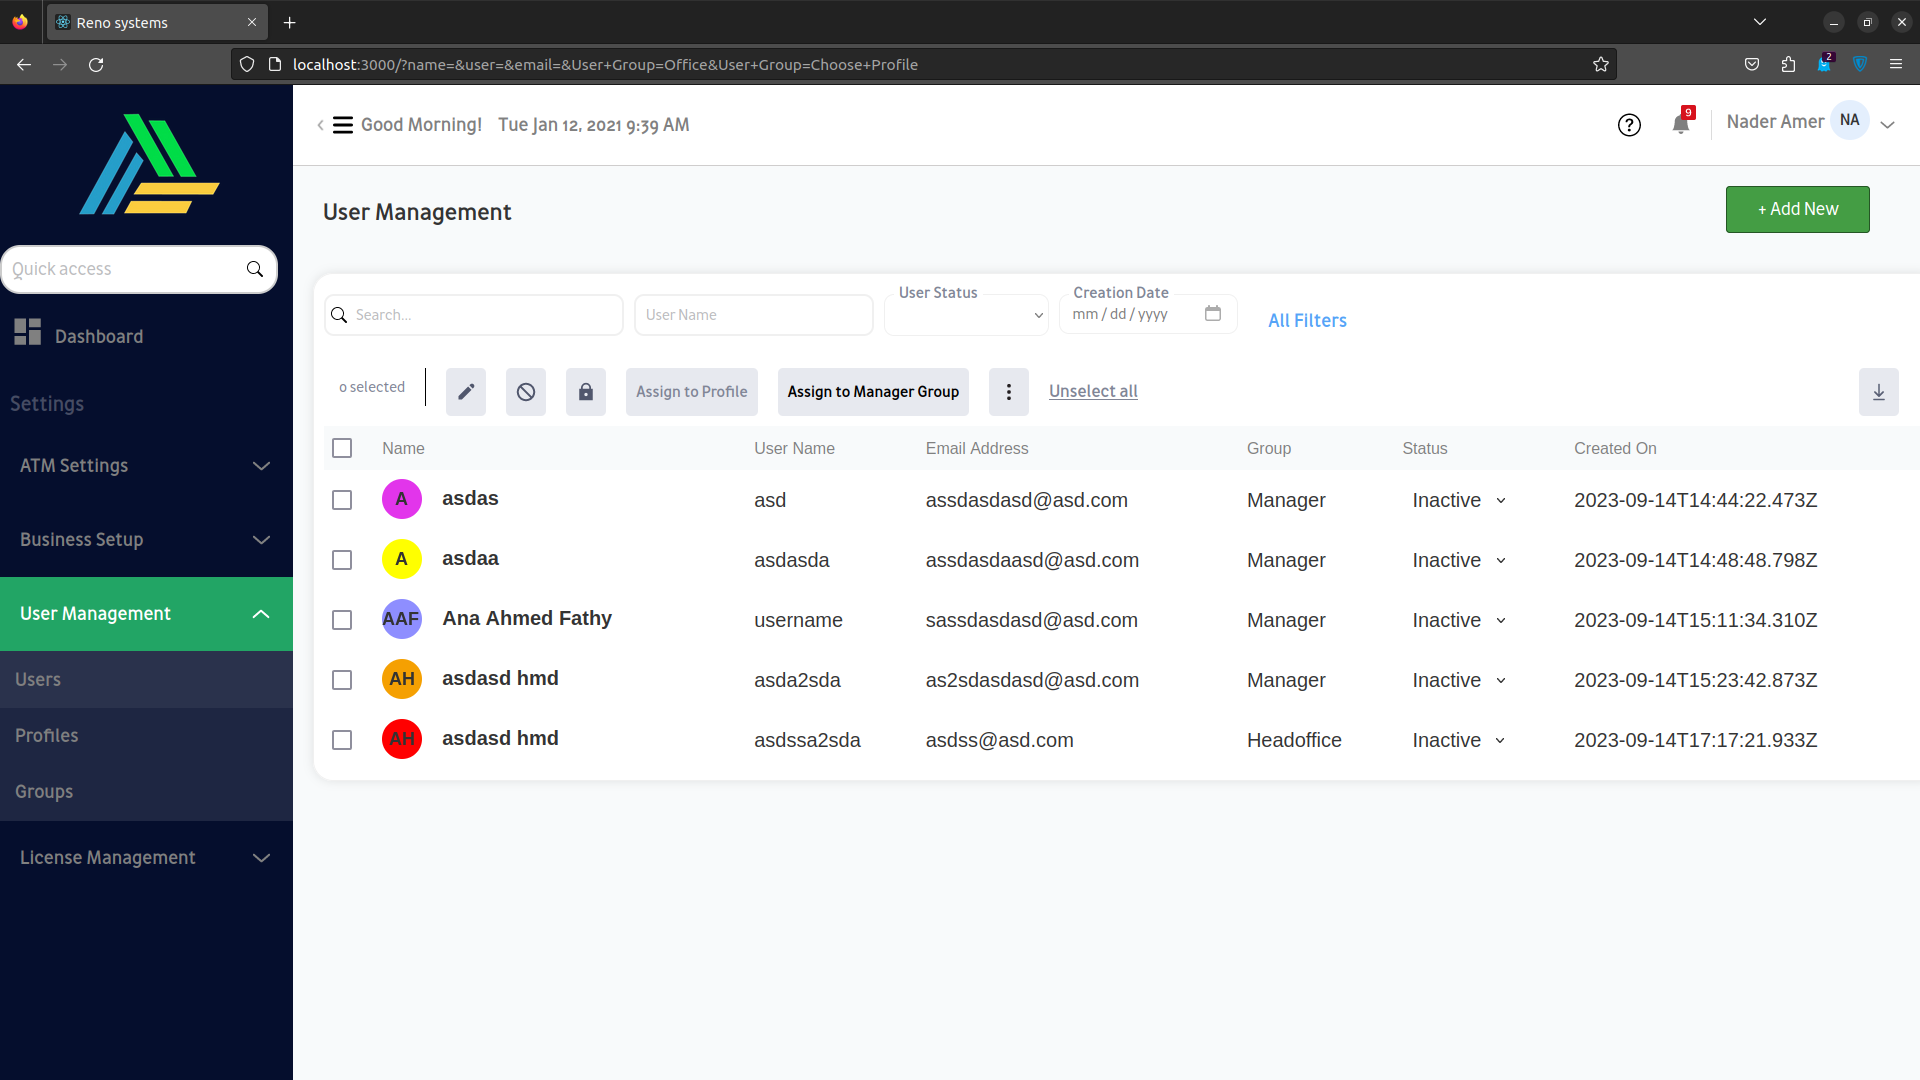 Reno systems
localhost:3000/?name=&user=&email=&User+Group=Office&User+Group=Choose+Profile
2
Good Morning! Tue Jan 12, 2021 9:39 AM
9
Nader Amer NA
User Management
+ Add New
Quick access
Dashboard
Settings
ATM Settings
Business Setup
User Management
Users
Profiles
Groups
License Management
Search...
User Name
User Status
Creation Date
mm / dd / yyyy
All Filters
0 selected
Assign to Profile
Assign to Manager Group
Unselect all
Name User Name Email Address Group Status Created On
A asdas asd assdasdasd@asd.com Manager Inactive 2023-09-14T14:44:22.473Z
A asdaa asdasda assdasdaasd@asd.com Manager Inactive 2023-09-14T14:48:48.798Z
AAF Ana Ahmed Fathy username sassdasdasd@asd.com Manager Inactive 2023-09-14T15:11:34.310Z
AH asdasd hmd asda2sda as2sdasdasd@asd.com Manager Inactive 2023-09-14T15:23:42.873Z
AH asdasd hmd asdssa2sda asdss@asd.com Headoffice Inactive 2023-09-14T17:17:21.933Z